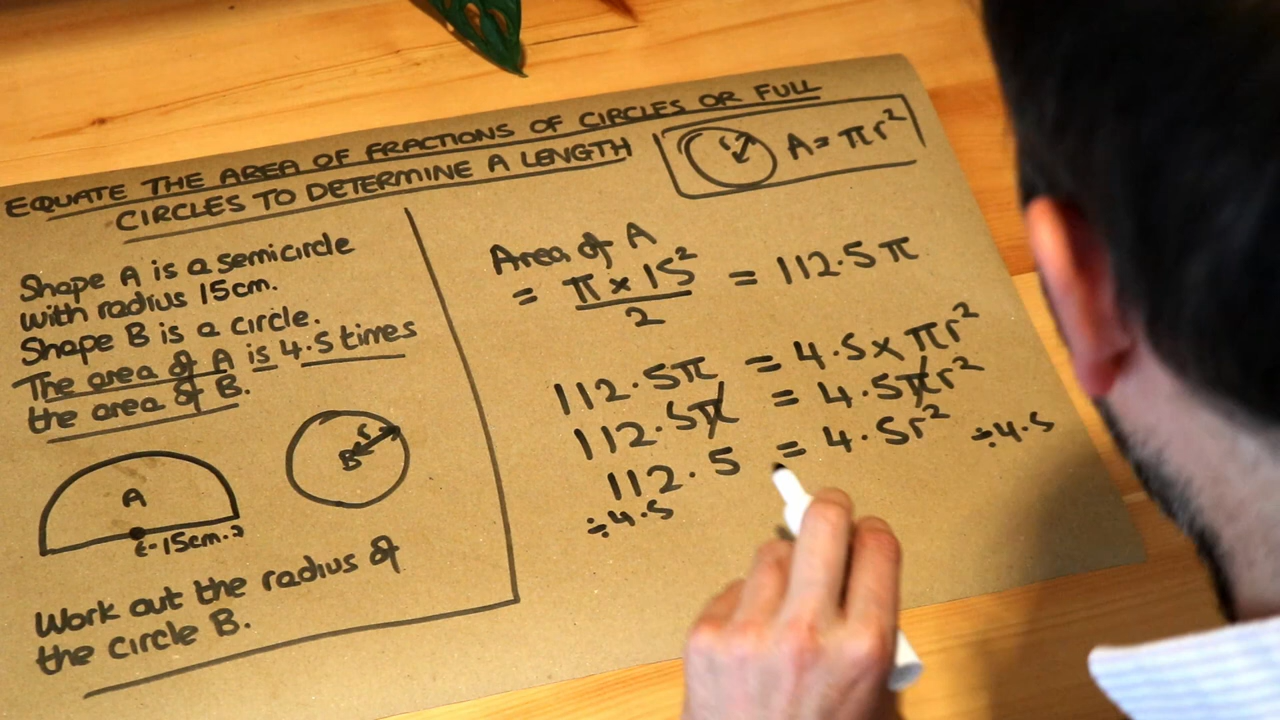 EQUATE THE AREA OF FRACTIONS OF CIRCLES OR FULL
CIRCLES TO DETERMINE A LENGTH
r
A = πr²
Shape A is a semicircle
with radius 15cm.
Shape B is a circle.
The area of A is 4.5 times
the area of B.
A
15cm.
B
r
Work out the radius of
the circle B.
Area of A
= π × 15² / 2 = 112.5π
112.5π = 4.5 × πr²
112.5π = 4.5πr²
112.5 = 4.5r² ÷4.5
÷4.5